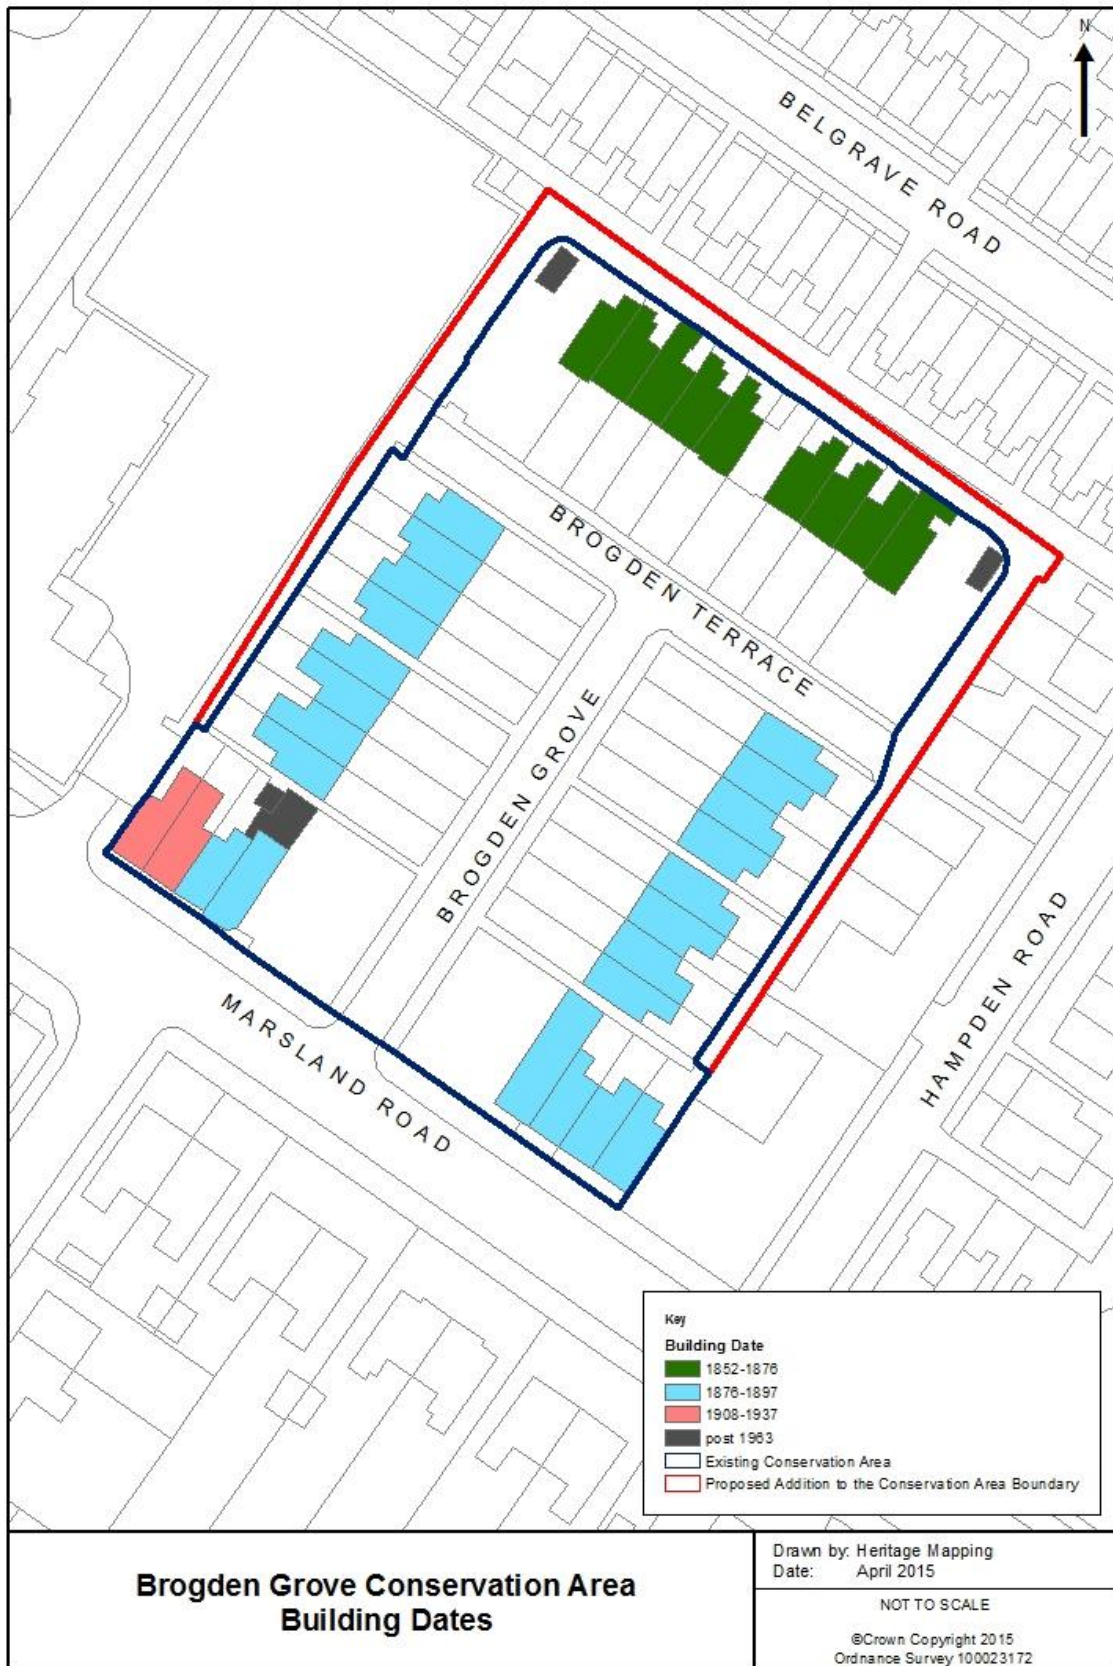 N
BELGRAVE ROAD
BROGDEN TERRACE
BROGDEN GROVE
HAMPDEN ROAD
MARSLAND ROAD
Key
Building Date
1852-1876
1876-1897
1908-1937
post 1963
Existing Conservation Area
Proposed Addition to the Conservation Area Boundary
Brogden Grove Conservation Area
Building Dates
Drawn by: Heritage Mapping
Date: April 2015
NOT TO SCALE
©Crown Copyright 2015
Ordnance Survey 100023172